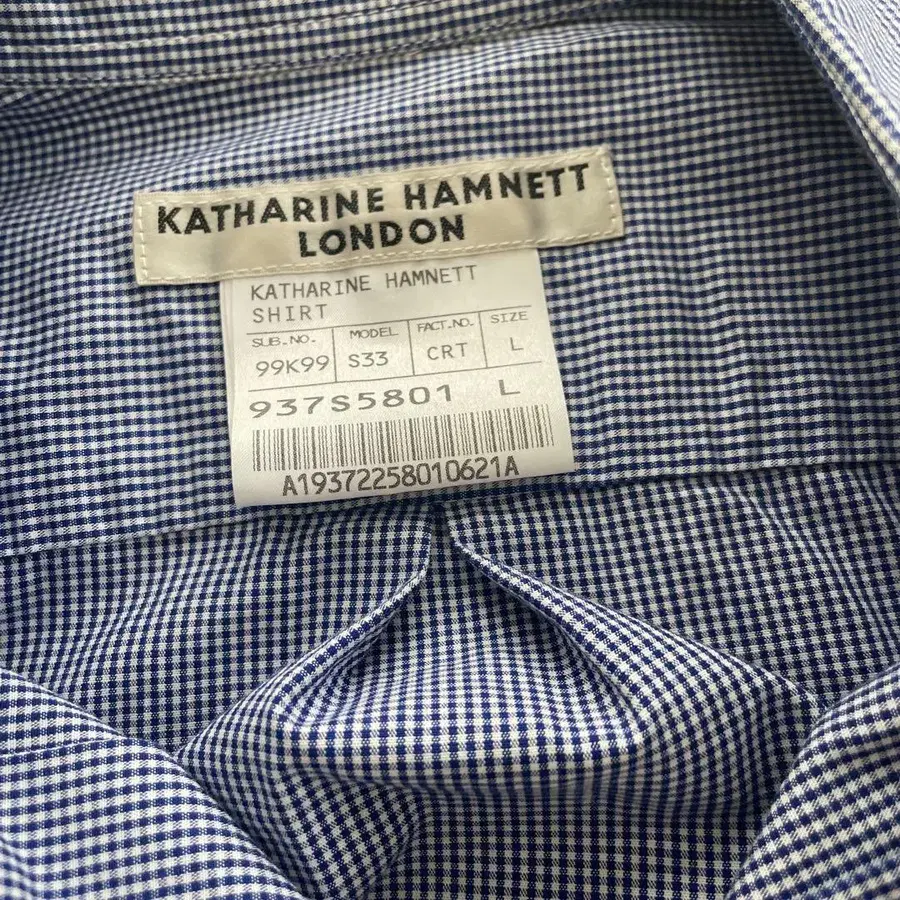 KATHARINE HAMNETT
LONDON
KATHARINE HAMNETT
SHIRT
SUB.NO. MODEL FACT.NO. SIZE
99K99 S33 CRT L
937S5801 L
A19372258010621A